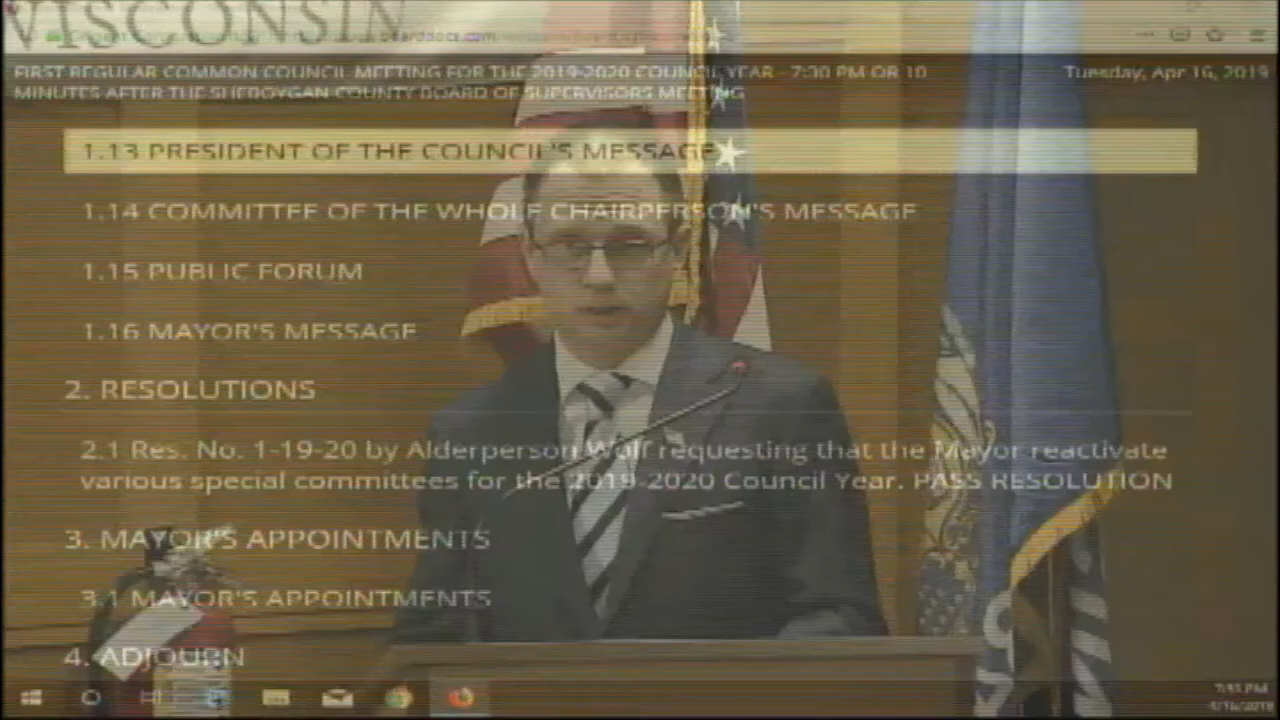 WISCONSIN
FIRST REGULAR COMMON COUNCIL MEETING FOR THE 2019-2020 COUNCIL YEAR - 7:30 PM OR 10
Tuesday, Apr 16, 2019
MINUTES AFTER THE SHEBOYGAN COUNTY BOARD OF SUPERVISORS MEETING
1.13 PRESIDENT OF THE COUNCIL'S MESSAGE
1.14 COMMITTEE OF THE WHOLE CHAIRPERSON'S MESSAGE
1.15 PUBLIC FORUM
1.16 MAYOR'S MESSAGE
2. RESOLUTIONS
2.1 Res. No. 1-19-20 by Alderperson Wolf requesting that the Mayor reactivate
various special committees for the 2019-2020 Council Year. PASS RESOLUTION
3. MAYOR'S APPOINTMENTS
3.1 MAYOR'S APPOINTMENTS
4. ADJOURN